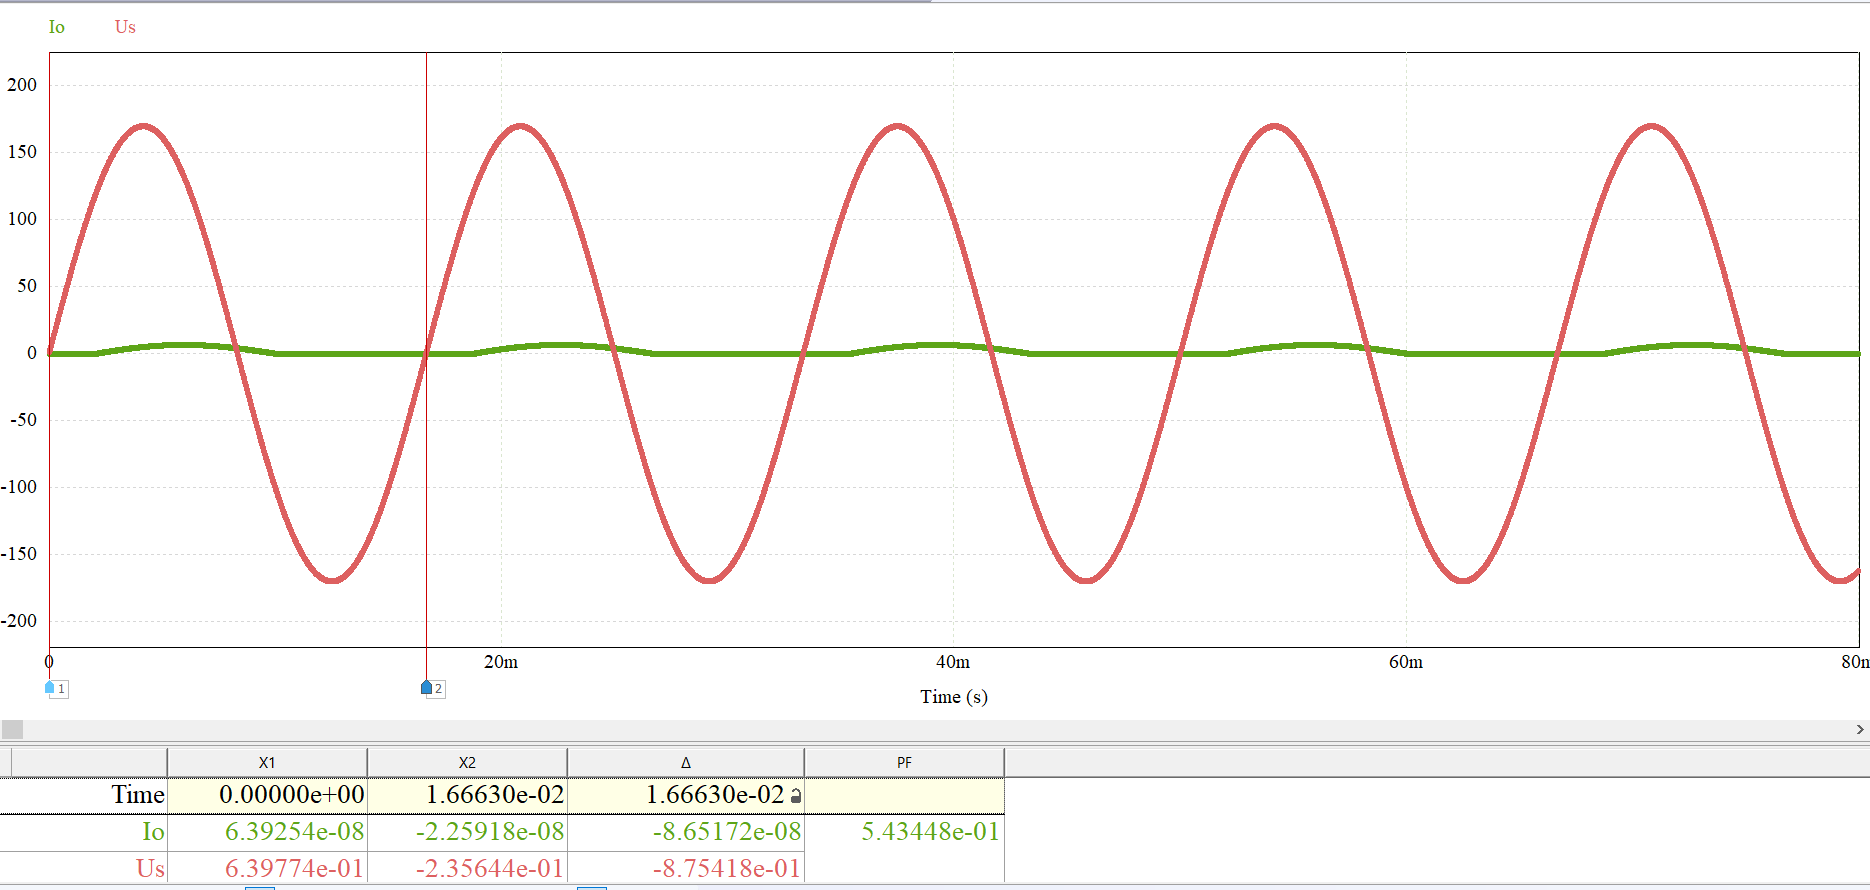 Io Us
200
150
100
50
0
-50
-100
-150
-200
0 20m 40m 60m 80m
1 2
Time (s)
X1 X2 Δ PF
Time 0.00000e+00 1.66630e-02 1.66630e-02
Io 6.39254e-08 -2.25918e-08 -8.65172e-08 5.43448e-01
Us 6.39774e-01 -2.35644e-01 -8.75418e-01